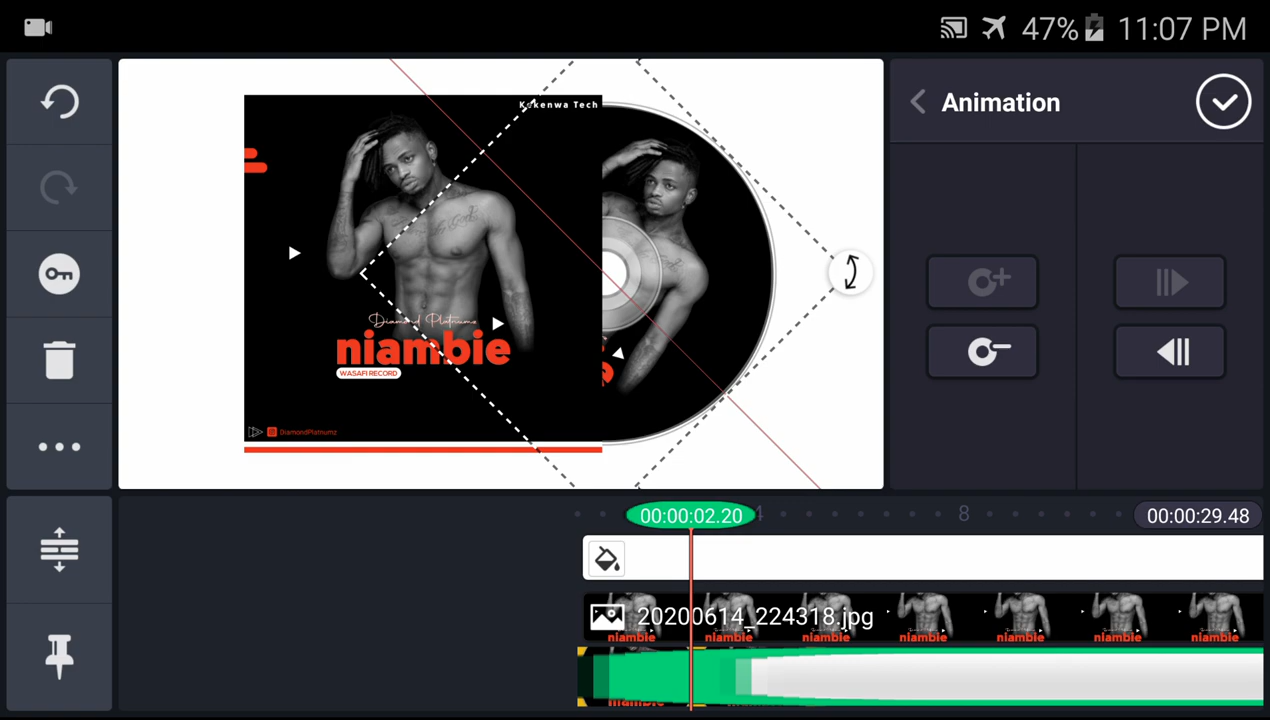 47% 11:07 PM
Animation
Kokenwa Tech
Diamond Platnumz
niambie
WASAFI RECORD
DiamondPlatnumz
00:00:02.20
4
8
00:00:29.48
20200614_224318.jpg
niambie niambie niambie niambie niambie niambie niambie